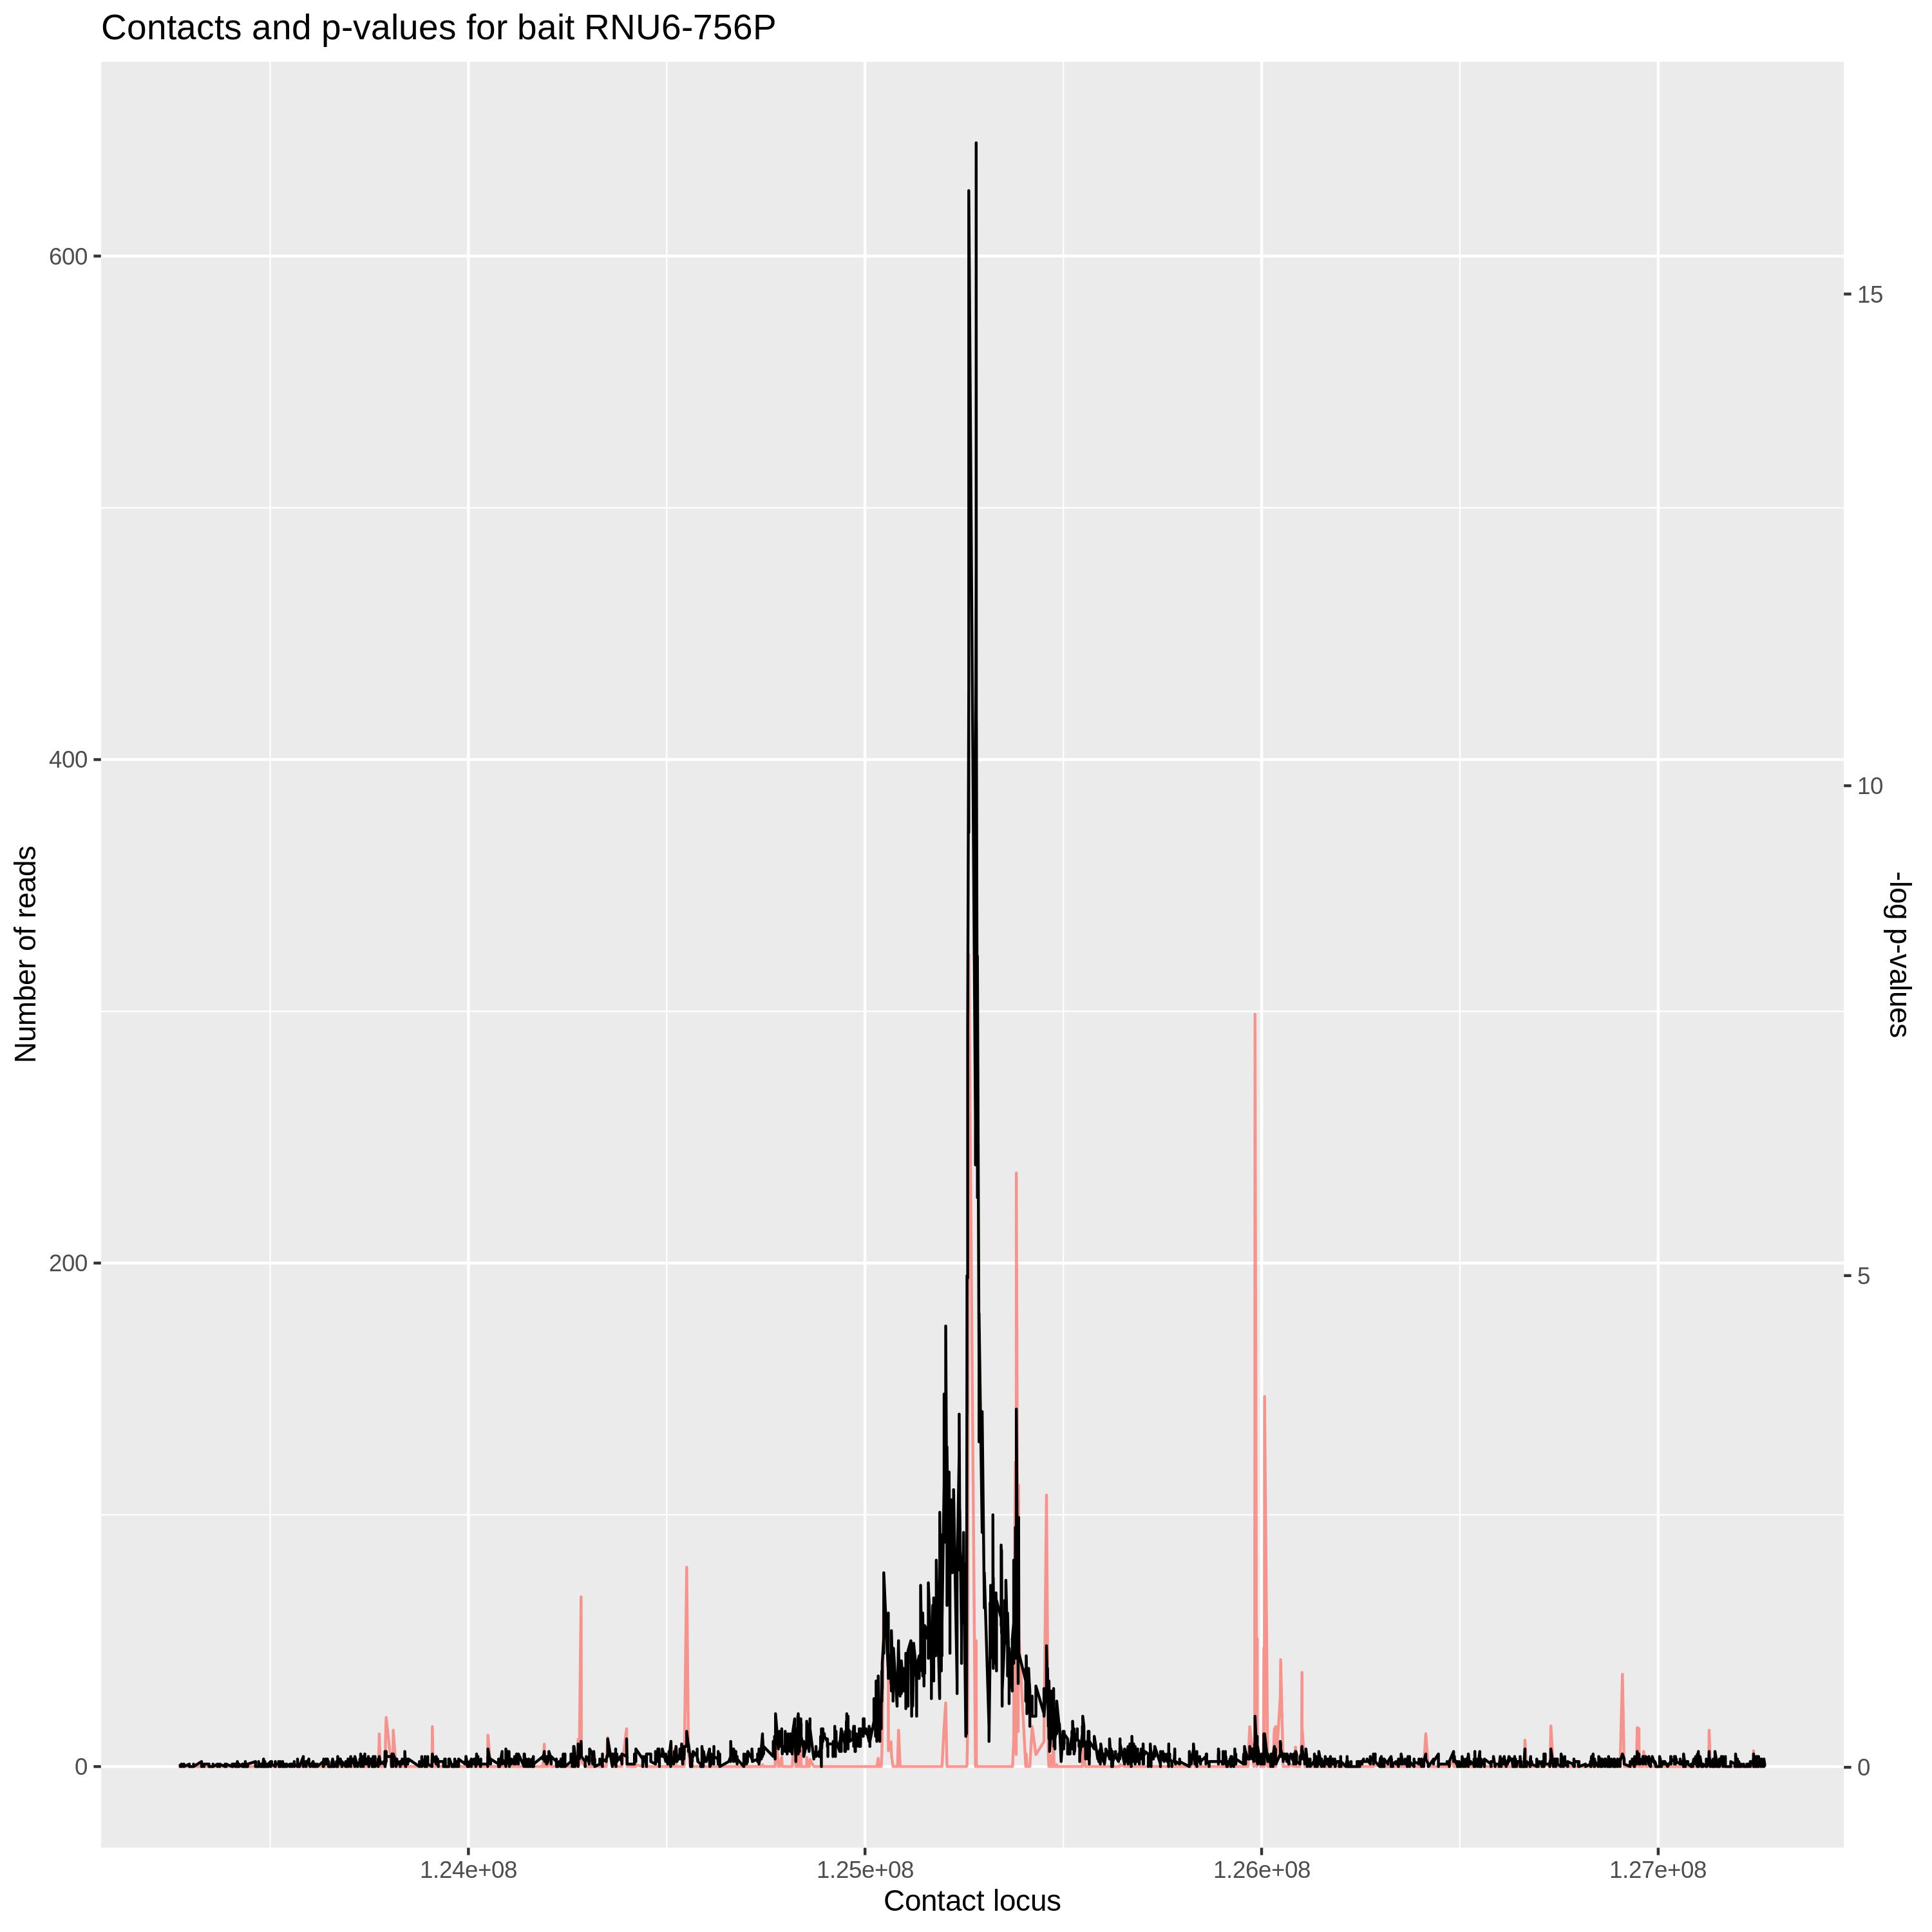 Contacts and p-values for bait RNU6-756P
600
400
200
0
15
10
5
0
Number of reads
-log p-values
1.24e+08
1.25e+08
1.26e+08
1.27e+08
Contact locus